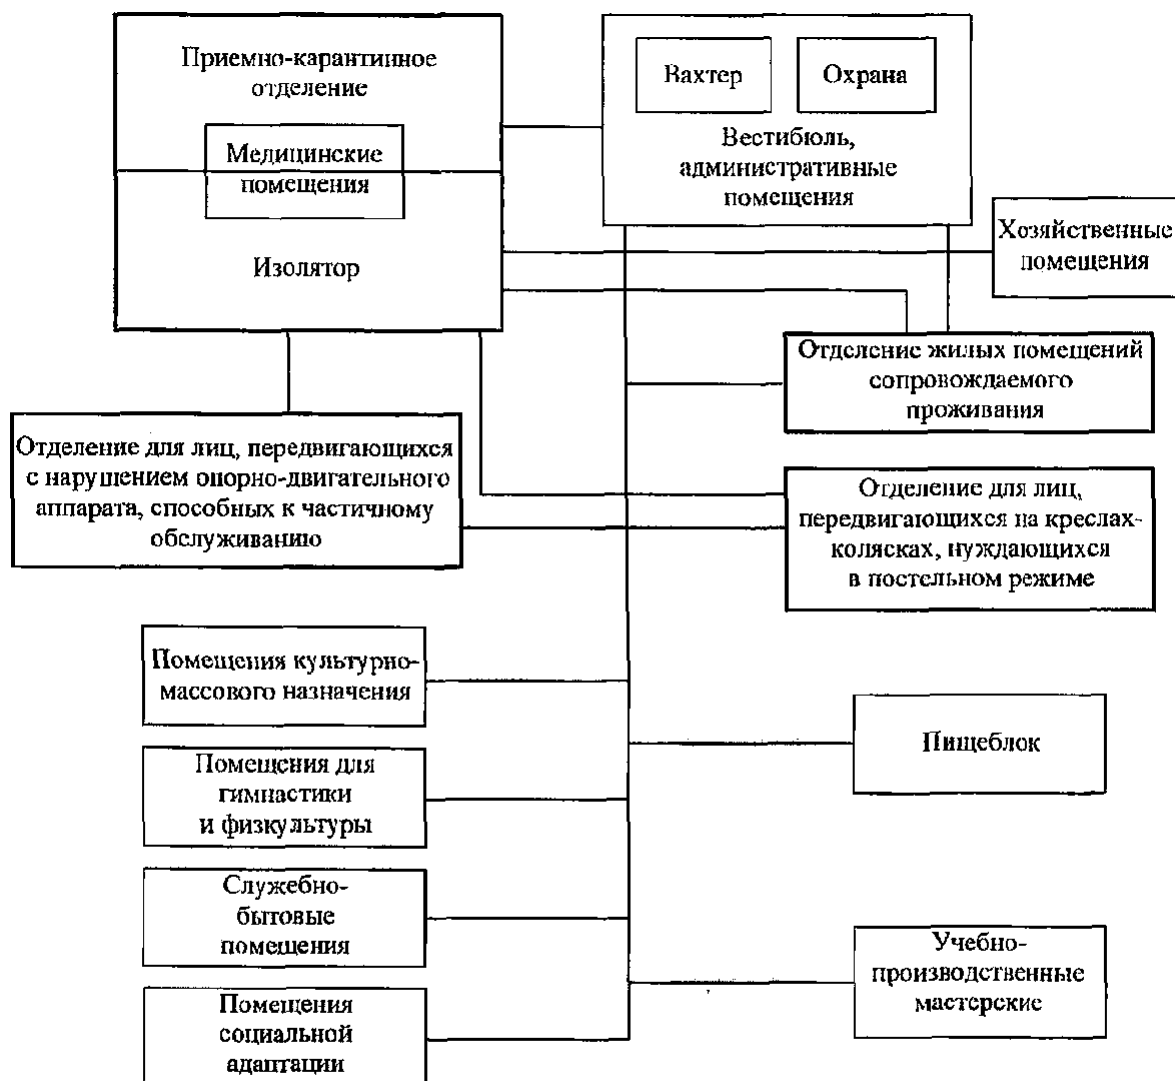 Приемно-карантинное
отделение
Медицинские
помещения
Изолятор
Вахтер
Охрана
Вестибюль,
административные
помещения
Хозяйственные
помещения
Отделение жилых помещений
сопровождаемого
проживания
Отделение для лиц, передвигающихся
с нарушением опорно-двигательного
аппарата, способных к частичному
обслуживанию
Отделение для лиц,
передвигающихся на креслах-
колясках, нуждающихся
в постельном режиме
Помещения культурно-
массового назначения
Пищеблок
Помещения для
гимнастики
и физкультуры
Служебно-
бытовые
помещения
Учебно-
производственные
мастерские
Помещения
социальной
адаптации